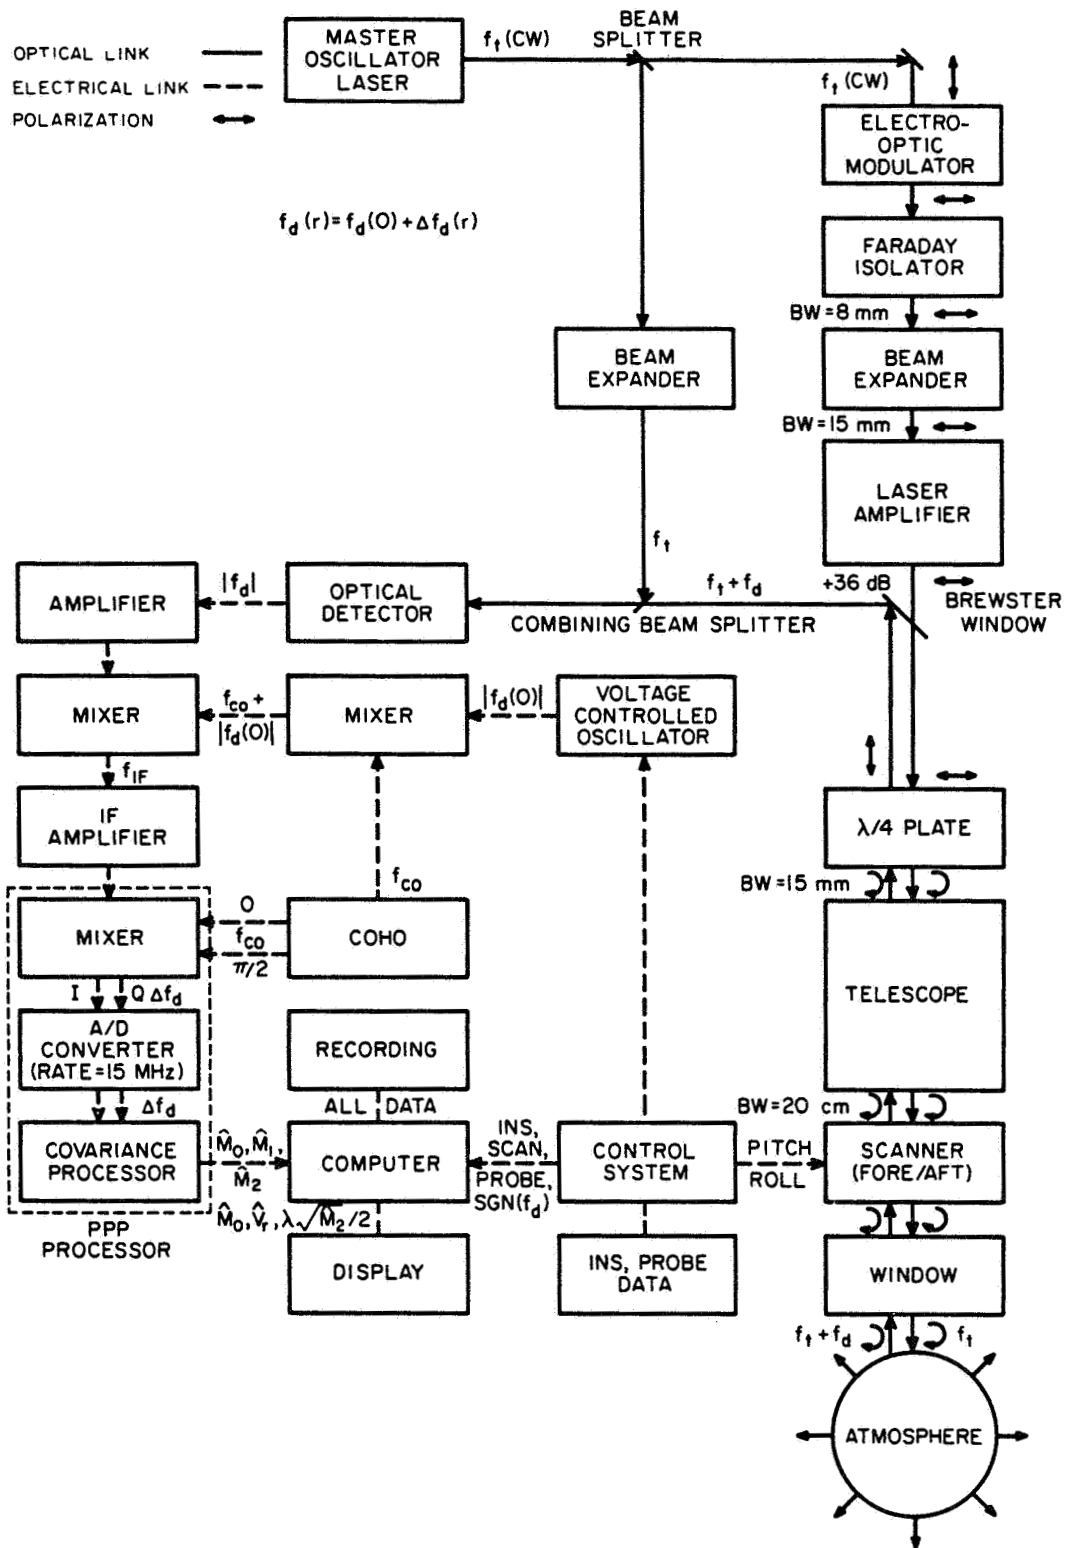 OPTICAL LINK
ELECTRICAL LINK
POLARIZATION
MASTER
OSCILLATOR
LASER
f_t (CW)
BEAM
SPLITTER
f_t (CW)
ELECTRO-
OPTIC
MODULATOR
f_d (r) = f_d (0) + Δf_d (r)
FARADAY
ISOLATOR
BW = 8 mm
BEAM
EXPANDER
BEAM
EXPANDER
BW = 15 mm
LASER
AMPLIFIER
f_t
f_t + f_d
+36 dB
BREWSTER
WINDOW
AMPLIFIER
|f_d|
OPTICAL
DETECTOR
COMBINING BEAM SPLITTER
MIXER
f_co +
|f_d(0)|
MIXER
|f_d(0)|
VOLTAGE
CONTROLLED
OSCILLATOR
f_IF
IF
AMPLIFIER
λ/4 PLATE
f_co
BW = 15 mm
MIXER
0
f_co
π/2
COHO
TELESCOPE
I
Q Δf_d
A/D
CONVERTER
(RATE = 15 MHz)
RECORDING
Δf_d
ALL DATA
BW = 20 cm
COVARIANCE
PROCESSOR
M̂_0, M̂_1,
M̂_2
COMPUTER
INS,
SCAN,
PROBE,
SGN(f_d)
CONTROL
SYSTEM
PITCH
ROLL
SCANNER
(FORE/AFT)
M̂_0, V̂_r, λ√M̂_2/2
PPP
PROCESSOR
DISPLAY
INS, PROBE
DATA
WINDOW
f_t + f_d
f_t
ATMOSPHERE